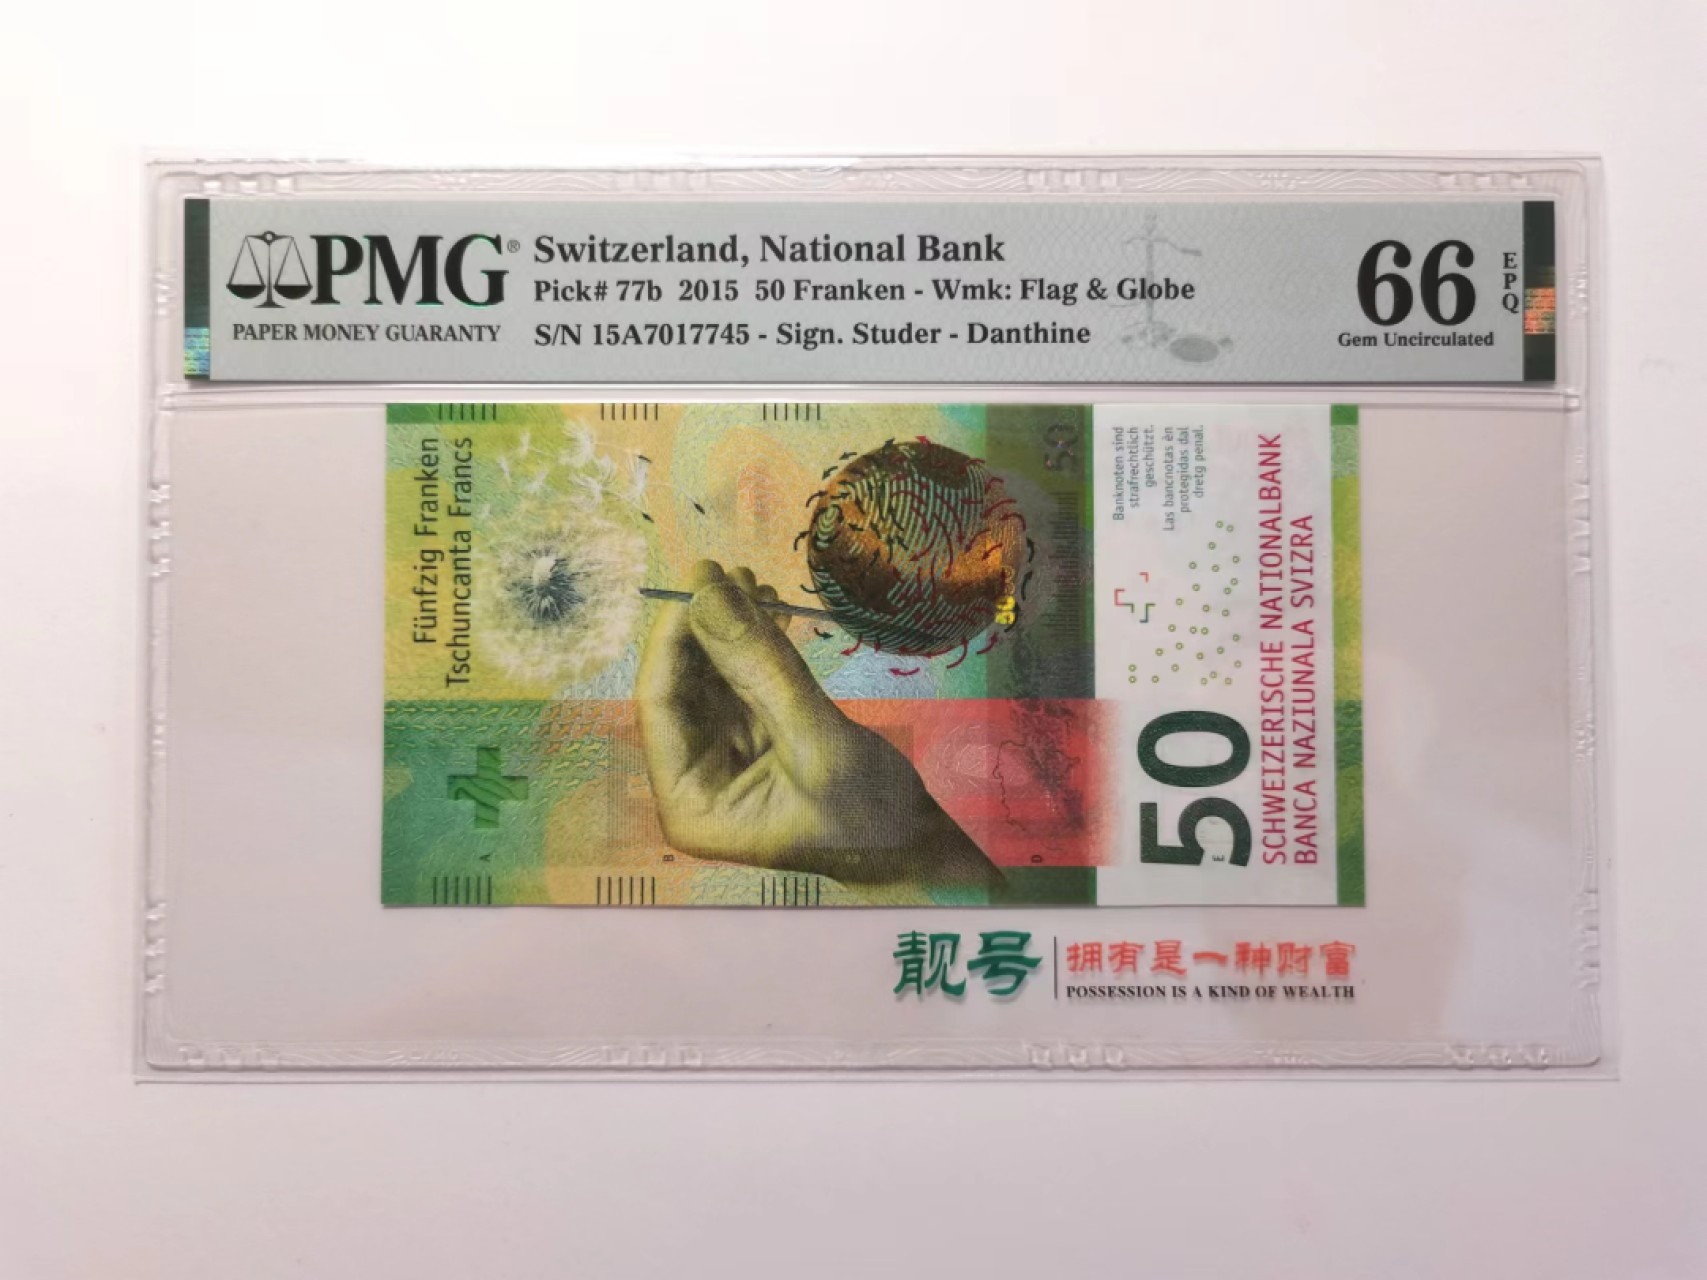 PMG®
PAPER MONEY GUARANTY
Switzerland, National Bank
Pick# 77b 2015 50 Franken - Wmk: Flag & Globe
S/N 15A7017745 - Sign. Studer - Danthine
66
EPQ
Gem Uncirculated
Fünfzig Franken
Tschuncanta Francs
50
50
Banknoten sind
strafrechtlich
geschützt.
Las bancnotas èn
protegidas dal
dretg penal.
50
SCHWEIZERISCHE NATIONALBANK
BANCA NAZIUNALA SVIZRA
A
B
D
E
靓号
拥有是一种财富
POSSESSION IS A KIND OF WEALTH